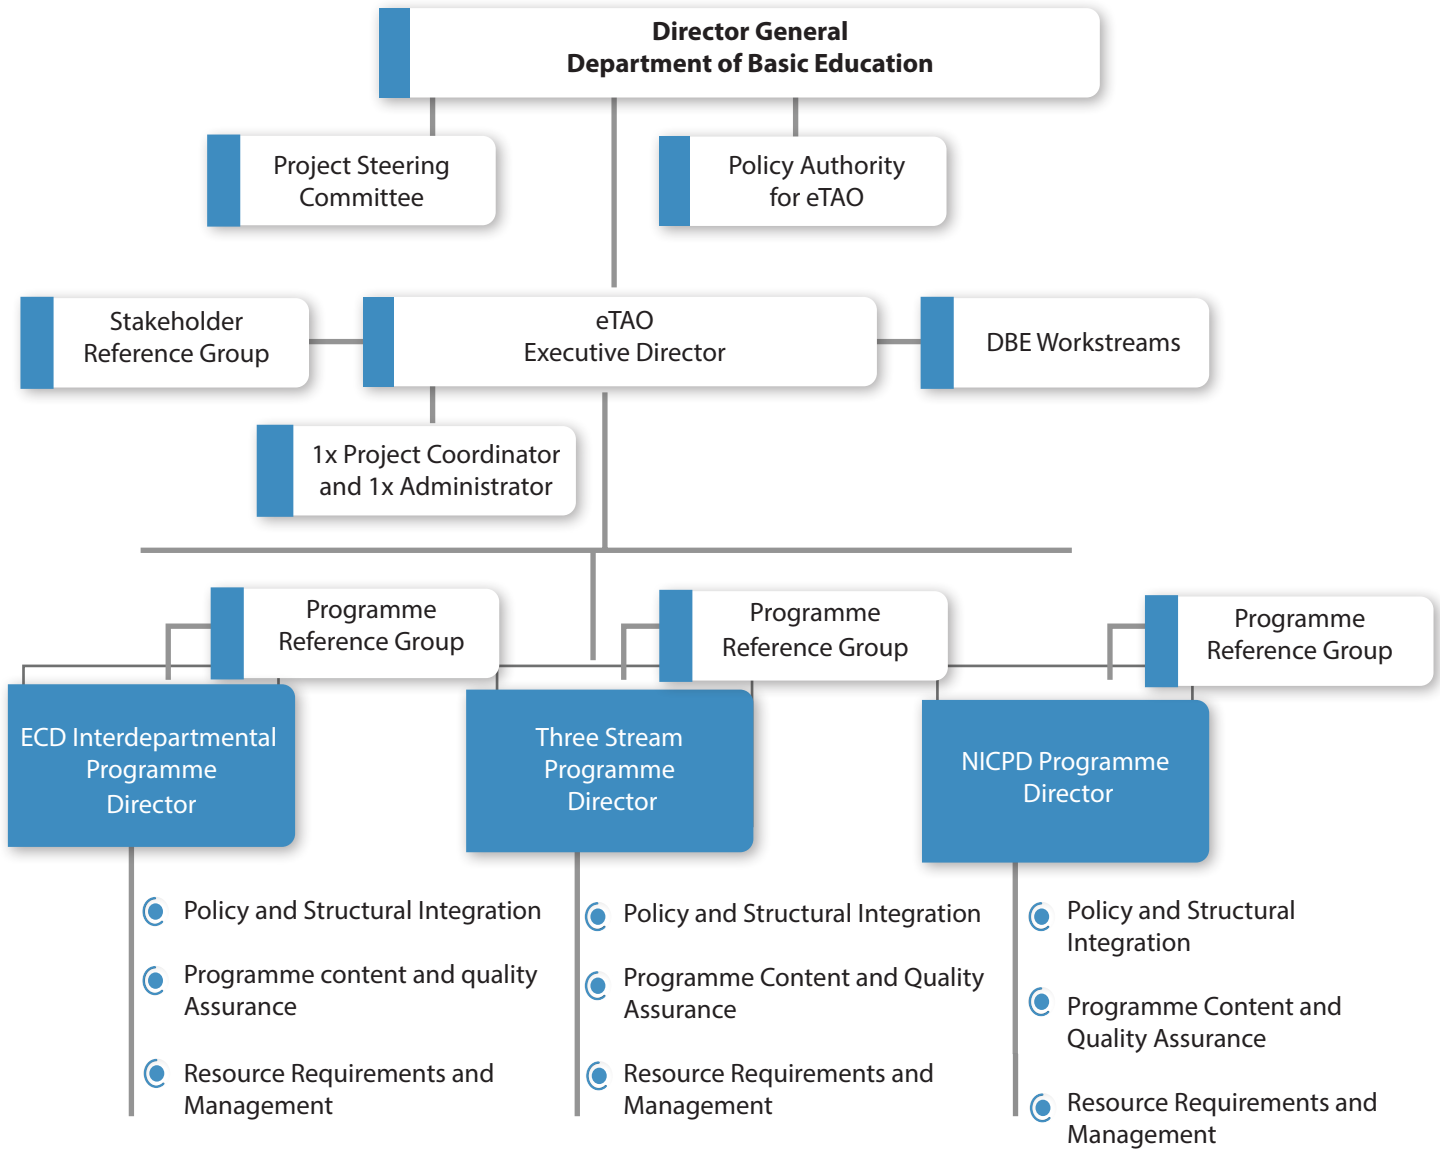 Director General
Department of Basic Education
Project Steering
Committee
Policy Authority
for eTAO
Stakeholder
Reference Group
eTAO
Executive Director
DBE Workstreams
1x Project Coordinator
and 1x Administrator
Programme
Reference Group
Programme
Reference Group
Programme
Reference Group
ECD Interdepartmental
Programme
Director
Three Stream
Programme
Director
NICPD Programme
Director
Policy and Structural Integration
Programme content and quality
Assurance
Resource Requirements and
Management
Policy and Structural Integration
Programme Content and Quality
Assurance
Resource Requirements and
Management
Policy and Structural
Integration
Programme Content and
Quality Assurance
Resource Requirements and
Management